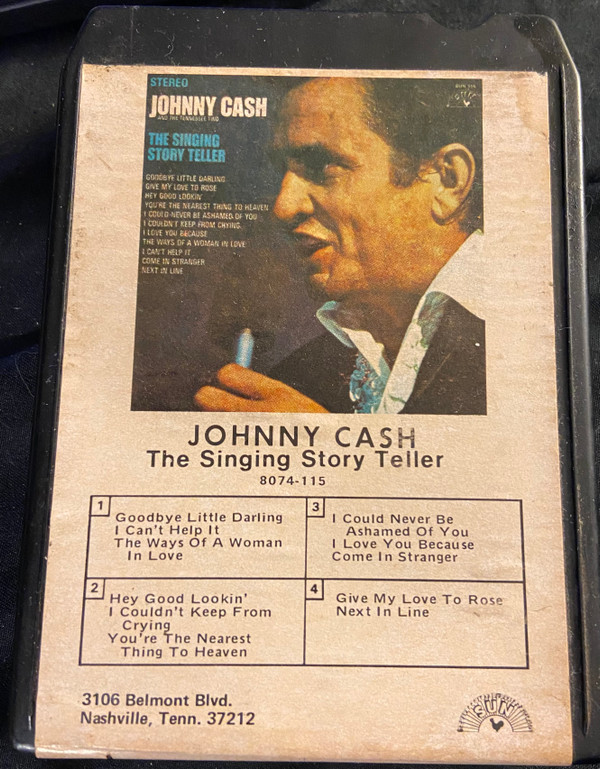 STEREO
JOHNNY CASH
AND THE TENNESSEE TWO
THE SINGING
STORY TELLER
GOODBYE LITTLE DARLING
GIVE MY LOVE TO ROSE
HEY GOOD LOOKIN'
YOU'RE THE NEAREST THING TO HEAVEN
I COULD NEVER BE ASHAMED OF YOU
I COULDN'T KEEP FROM CRYING
I LOVE YOU BECAUSE
THE WAYS OF A WOMAN IN LOVE
I CAN'T HELP IT
COME IN STRANGER
NEXT IN LINE
JOHNNY CASH
The Singing Story Teller
8074-115
1
Goodbye Little Darling
I Can't Help It
The Ways Of A Woman
In Love
2
Hey Good Lookin'
I Couldn't Keep From
Crying
You're The Nearest
Thing To Heaven
3
I Could Never Be
Ashamed Of You
I Love You Because
Come In Stranger
4
Give My Love To Rose
Next In Line
3106 Belmont Blvd.
Nashville, Tenn. 37212
SUN